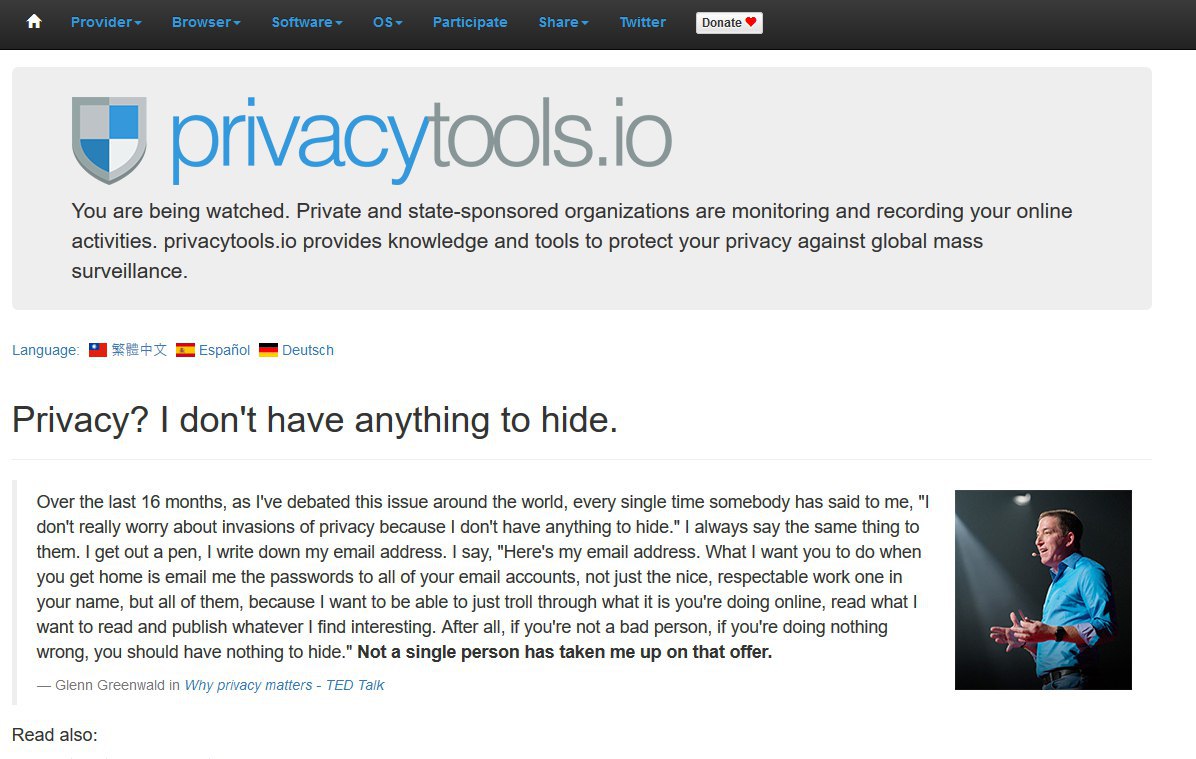 Provider Browser Software OS Participate Share Twitter Donate
privacytools.io
You are being watched. Private and state-sponsored organizations are monitoring and recording your online
activities. privacytools.io provides knowledge and tools to protect your privacy against global mass
surveillance.
Language: 繁體中文 Español Deutsch
Privacy? I don't have anything to hide.
Over the last 16 months, as I've debated this issue around the world, every single time somebody has said to me, "I
don't really worry about invasions of privacy because I don't have anything to hide." I always say the same thing to
them. I get out a pen, I write down my email address. I say, "Here's my email address. What I want you to do when
you get home is email me the passwords to all of your email accounts, not just the nice, respectable work one in
your name, but all of them, because I want to be able to just troll through what it is you're doing online, read what I
want to read and publish whatever I find interesting. After all, if you're not a bad person, if you're doing nothing
wrong, you should have nothing to hide." Not a single person has taken me up on that offer.
— Glenn Greenwald in Why privacy matters - TED Talk
Read also: